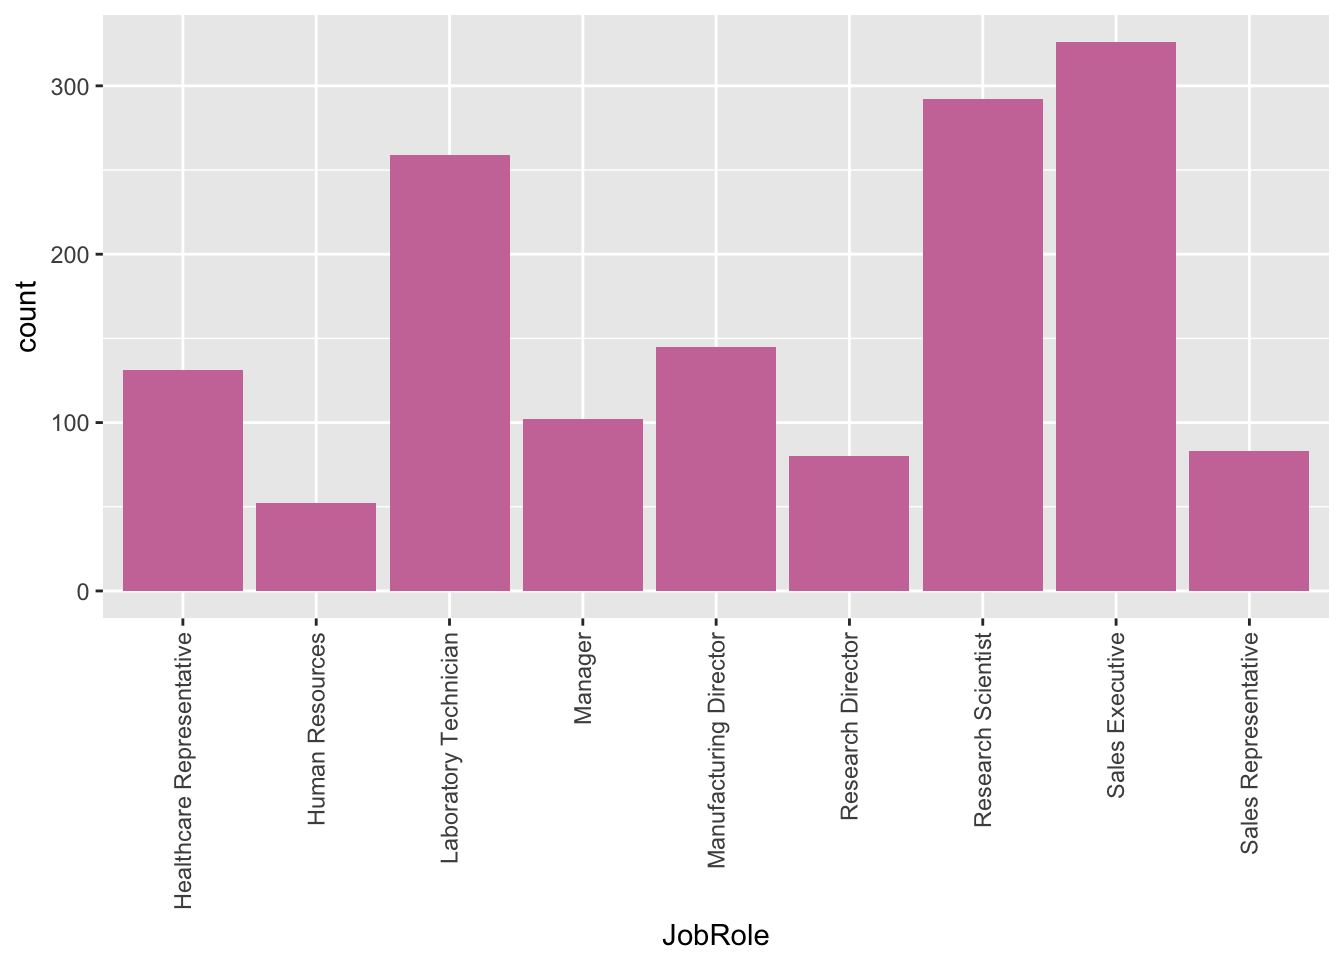 count
300
200
100
0
Healthcare Representative
Human Resources
Laboratory Technician
Manager
Manufacturing Director
Research Director
Research Scientist
Sales Executive
Sales Representative
JobRole